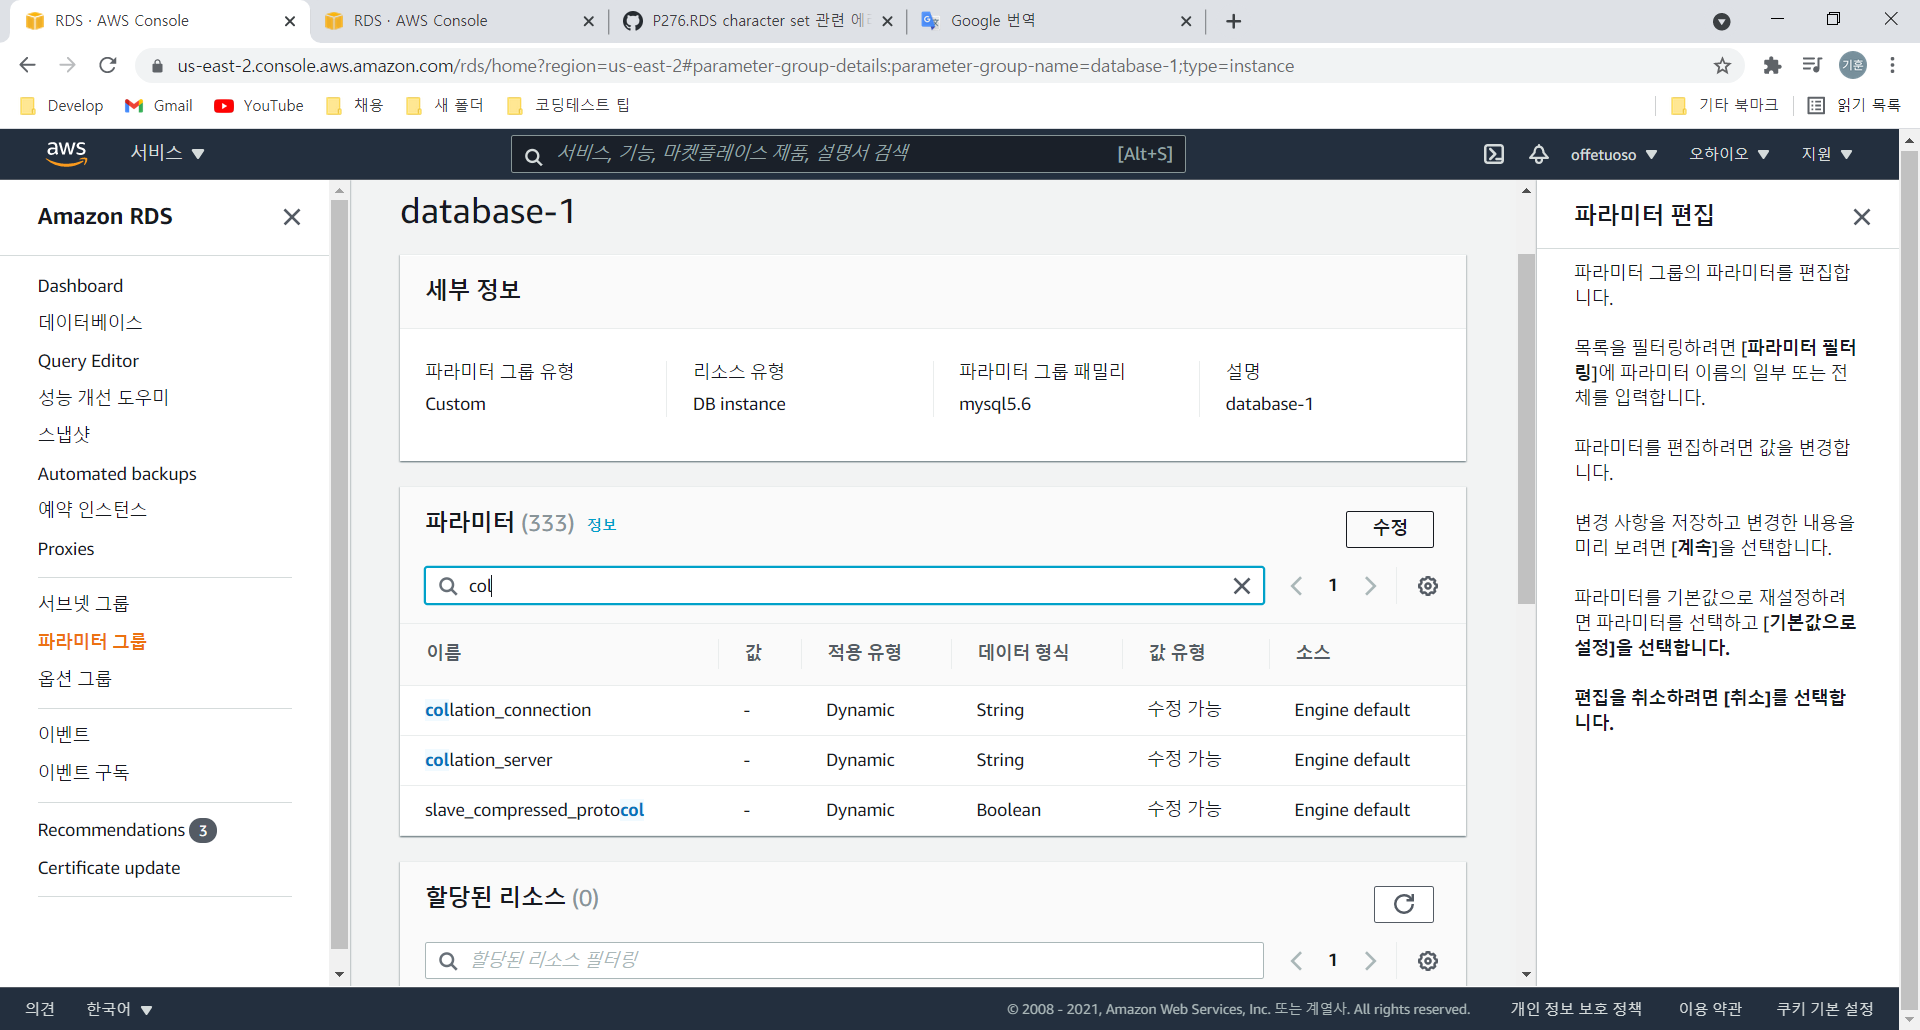 RDS · AWS Console
RDS · AWS Console
P276.RDS character set 관련 에러
Google 번역
us-east-2.console.aws.amazon.com/rds/home?region=us-east-2#parameter-group-details:parameter-group-name=database-1;type=instance
기훈
Develop
Gmail
YouTube
채용
새 폴더
코딩테스트 팁
기타 북마크
읽기 목록
aws
서비스
서비스, 기능, 마켓플레이스 제품, 설명서 검색
[Alt+S]
offetuoso
오하이오
지원
Amazon RDS
Dashboard
데이터베이스
Query Editor
성능 개선 도우미
스냅샷
Automated backups
예약 인스턴스
Proxies
서브넷 그룹
파라미터 그룹
옵션 그룹
이벤트
이벤트 구독
Recommendations 3
Certificate update
database-1
세부 정보
파라미터 그룹 유형
Custom
리소스 유형
DB instance
파라미터 그룹 패밀리
mysql5.6
설명
database-1
파라미터 (333) 정보
수정
col
1
이름 값 적용 유형 데이터 형식 값 유형 소스
collation_connection - Dynamic String 수정 가능 Engine default
collation_server - Dynamic String 수정 가능 Engine default
slave_compressed_protocol - Dynamic Boolean 수정 가능 Engine default
할당된 리소스 (0)
할당된 리소스 필터링
1
파라미터 편집
파라미터 그룹의 파라미터를 편집합
니다.
목록을 필터링하려면 [파라미터 필터
링]에 파라미터 이름의 일부 또는 전
체를 입력합니다.
파라미터를 편집하려면 값을 변경합
니다.
변경 사항을 저장하고 변경한 내용을
미리 보려면 [계속]을 선택합니다.
파라미터를 기본값으로 재설정하려
면 파라미터를 선택하고 [기본값으로
설정]을 선택합니다.
편집을 취소하려면 [취소]를 선택합
니다.
의견
한국어
© 2008 - 2021, Amazon Web Services, Inc. 또는 계열사. All rights reserved.
개인 정보 보호 정책
이용 약관
쿠키 기본 설정